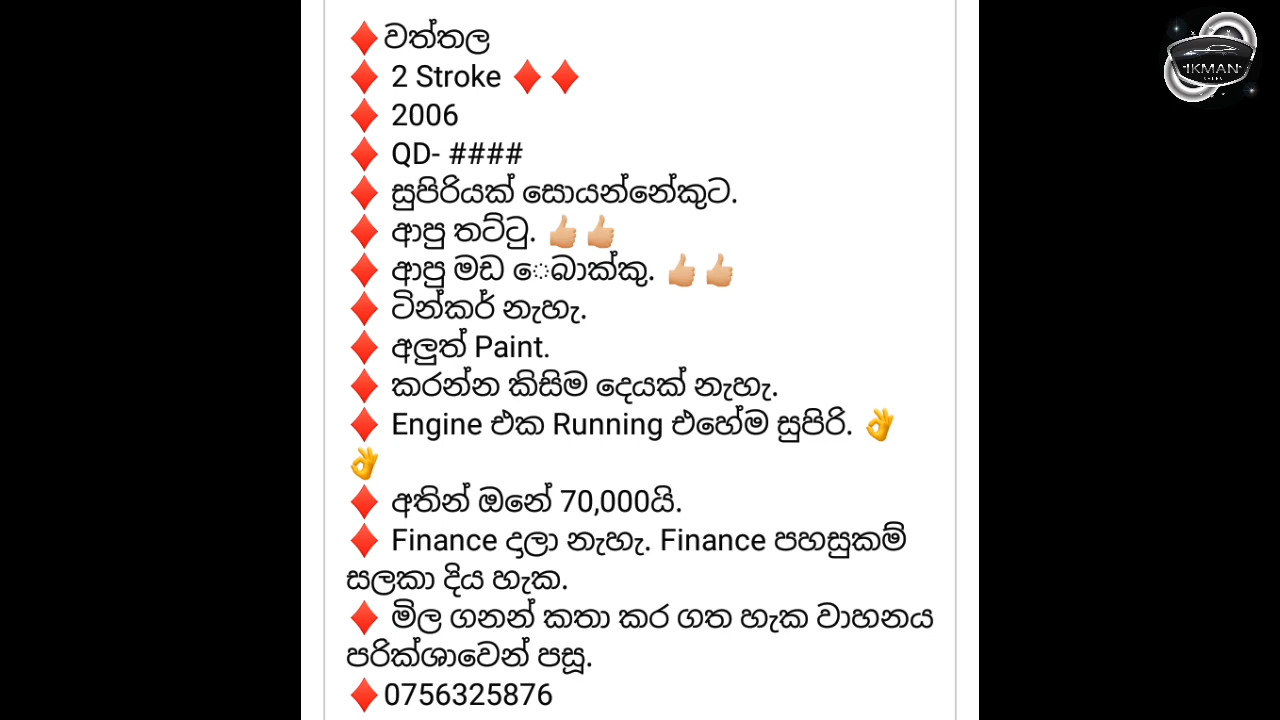 ♦️වත්තල
♦️ 2 Stroke ♦️♦️
♦️ 2006
♦️ QD- ####
♦️ සුපිරියක් සොයන්නේකුට.
♦️ ආපු තට්ටු. 👍🏼👍🏼
♦️ ආපු මඩ ෙබාක්කු. 👍🏼👍🏼
♦️ ටින්කර් නැහැ.
♦️ අලුත් Paint.
♦️ කරන්න කිසිම දෙයක් නැහැ.
♦️ Engine එක Running එහේම සුපිරි. 👌
👌
♦️ අතින් ඔනේ 70,000යි.
♦️ Finance දාලා නැහැ. Finance පහසුකම්
සලකා දිය හැක.
♦️ මිල ගනන් කතා කර ගත හැක වාහනය
පරික්ශාවෙන් පසූ.
♦️0756325876
IKMAN